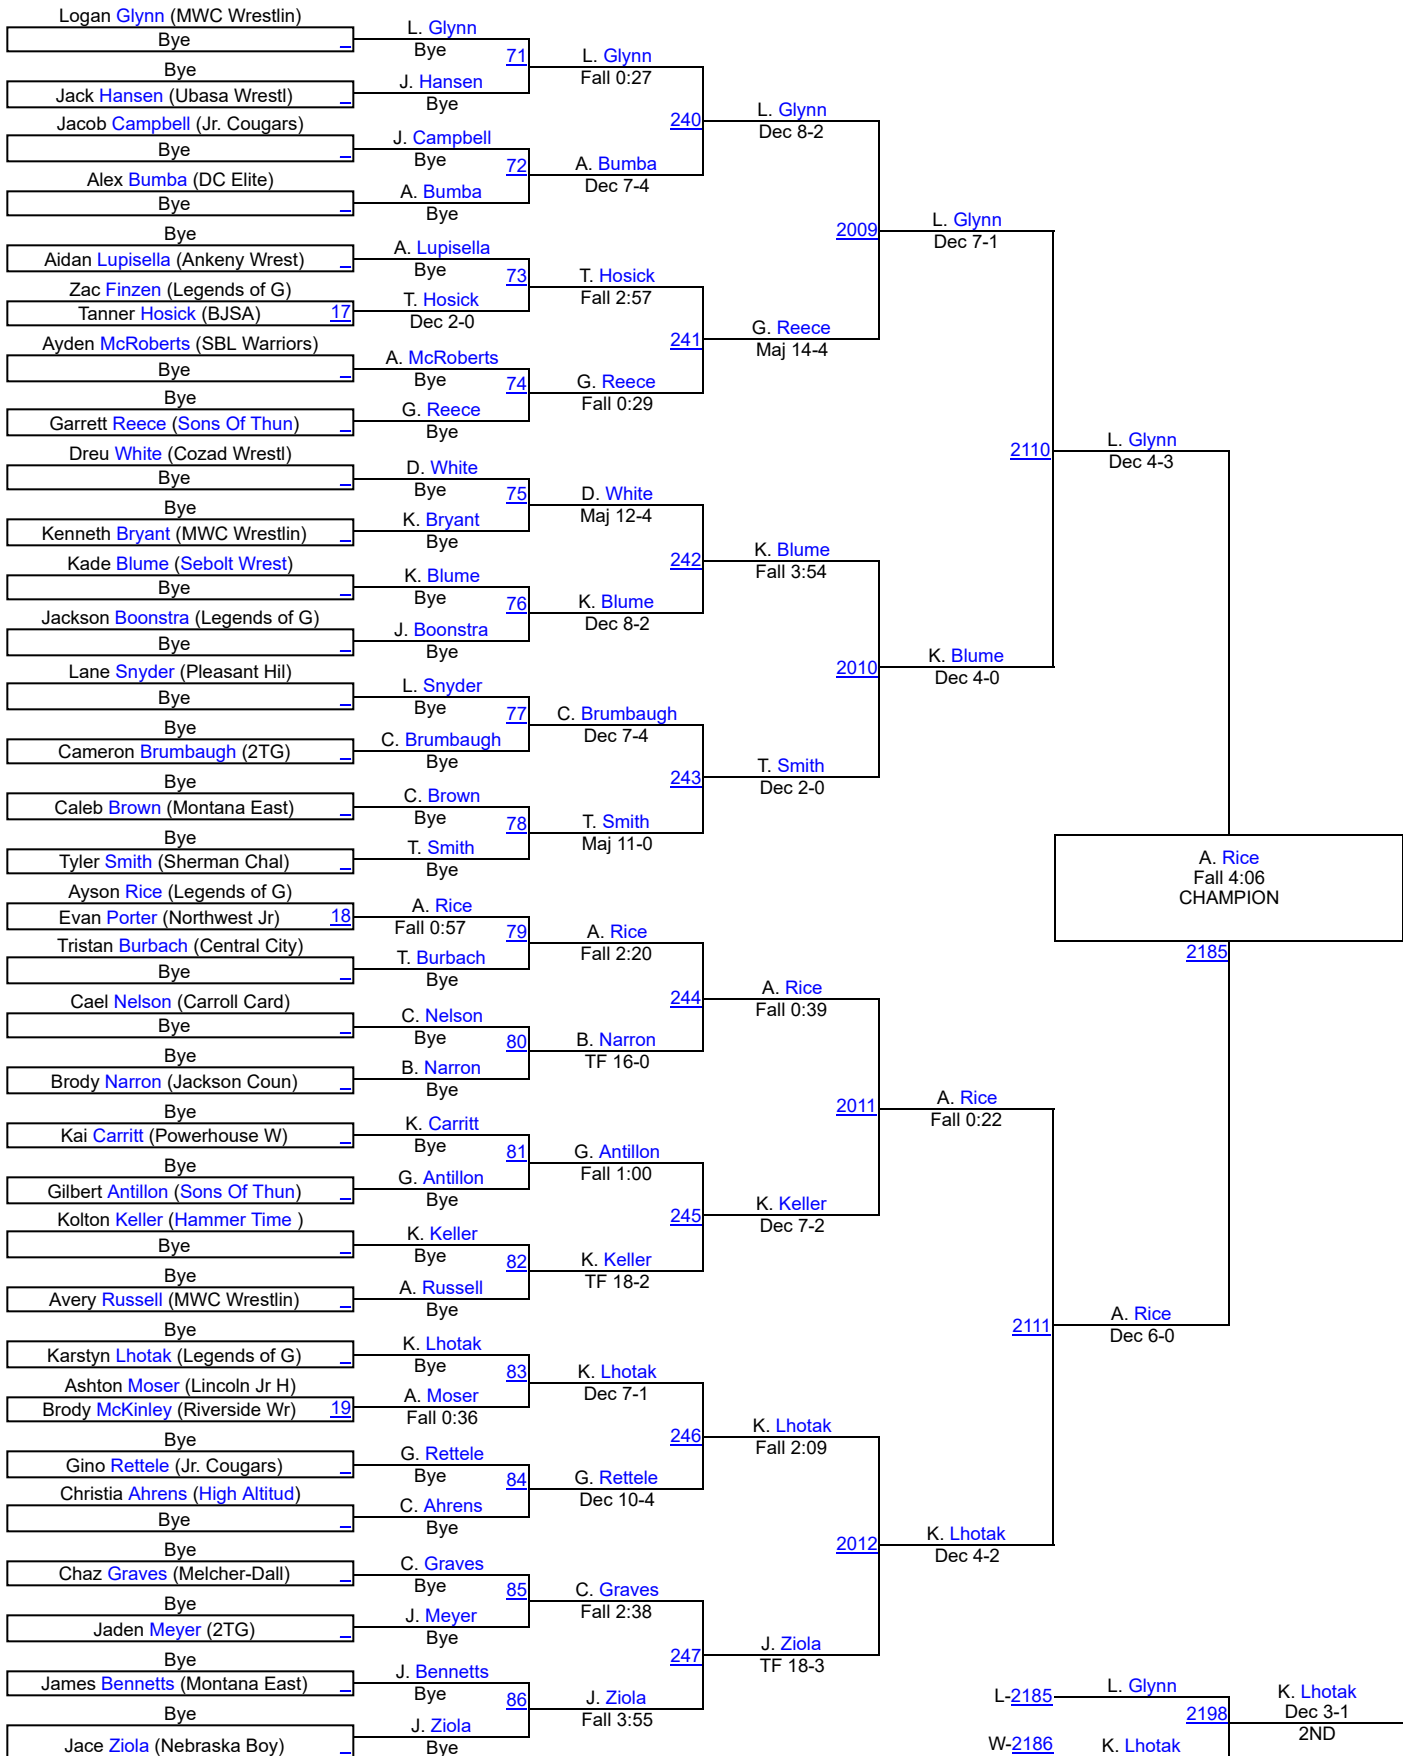 Logan Glynn (MWC Wrestlin)
Bye
Bye
Jack Hansen (Ubasa Wrestl)
Jacob Campbell (Jr. Cougars)
Bye
Alex Bumba (DC Elite)
Bye
Bye
Aidan Lupisella (Ankeny Wrest)
Zac Finzen (Legends of G)
Tanner Hosick (BJSA) 17
Ayden McRoberts (SBL Warriors)
Bye
Bye
Garrett Reece (Sons Of Thun)
Dreu White (Cozad Wrestl)
Bye
Bye
Kenneth Bryant (MWC Wrestlin)
Kade Blume (Sebolt Wrest)
Bye
Jackson Boonstra (Legends of G)
Bye
Lane Snyder (Pleasant Hil)
Bye
Bye
Cameron Brumbaugh (2TG)
Bye
Caleb Brown (Montana East)
Bye
Tyler Smith (Sherman Chal)
Ayson Rice (Legends of G)
Evan Porter (Northwest Jr) 18
Tristan Burbach (Central City)
Bye
Cael Nelson (Carroll Card)
Bye
Bye
Brody Narron (Jackson Coun)
Bye
Kai Carritt (Powerhouse W)
Bye
Gilbert Antillon (Sons Of Thun)
Kolton Keller (Hammer Time )
Bye
Bye
Avery Russell (MWC Wrestlin)
Bye
Karstyn Lhotak (Legends of G)
Ashton Moser (Lincoln Jr H)
Brody McKinley (Riverside Wr) 19
Bye
Gino Rettele (Jr. Cougars)
Christia Ahrens (High Altitud)
Bye
Bye
Chaz Graves (Melcher-Dall)
Bye
Jaden Meyer (2TG)
Bye
James Bennetts (Montana East)
Bye
Jace Ziola (Nebraska Boy)
L. Glynn
Bye
71
J. Hansen
Bye
J. Campbell
Bye
72
A. Bumba
Bye
A. Lupisella
Bye
73
T. Hosick
Dec 2-0
A. McRoberts
Bye
74
G. Reece
Bye
D. White
Bye
75
K. Bryant
Bye
K. Blume
Bye
76
J. Boonstra
Bye
L. Snyder
Bye
77
C. Brumbaugh
Bye
C. Brown
Bye
78
T. Smith
Bye
A. Rice
Fall 0:57
79
T. Burbach
Bye
C. Nelson
Bye
80
B. Narron
Bye
K. Carritt
Bye
81
G. Antillon
Bye
K. Keller
Bye
82
A. Russell
Bye
K. Lhotak
Bye
83
A. Moser
Fall 0:36
G. Rettele
Bye
84
C. Ahrens
Bye
C. Graves
Bye
85
J. Meyer
Bye
J. Bennetts
Bye
86
J. Ziola
Bye
L. Glynn
Fall 0:27
240
A. Bumba
Dec 7-4
T. Hosick
Fall 2:57
241
G. Reece
Fall 0:29
D. White
Maj 12-4
242
K. Blume
Dec 8-2
C. Brumbaugh
Dec 7-4
243
T. Smith
Maj 11-0
A. Rice
Fall 2:20
244
B. Narron
TF 16-0
G. Antillon
Fall 1:00
245
K. Keller
TF 18-2
K. Lhotak
Dec 7-1
246
G. Rettele
Dec 10-4
C. Graves
Fall 2:38
247
J. Ziola
Fall 3:55
L. Glynn
Dec 8-2
2009
G. Reece
Maj 14-4
K. Blume
Fall 3:54
2010
T. Smith
Dec 2-0
A. Rice
Fall 0:39
2011
K. Keller
Dec 7-2
K. Lhotak
Fall 2:09
2012
J. Ziola
TF 18-3
L. Glynn
Dec 7-1
2110
K. Blume
Dec 4-0
A. Rice
Fall 0:22
2111
K. Lhotak
Dec 4-2
L. Glynn
Dec 4-3
A. Rice
Fall 4:06
CHAMPION
2185
A. Rice
Dec 6-0
L-2185
L. Glynn
2198
W-2186
K. Lhotak
K. Lhotak
Dec 3-1
2ND